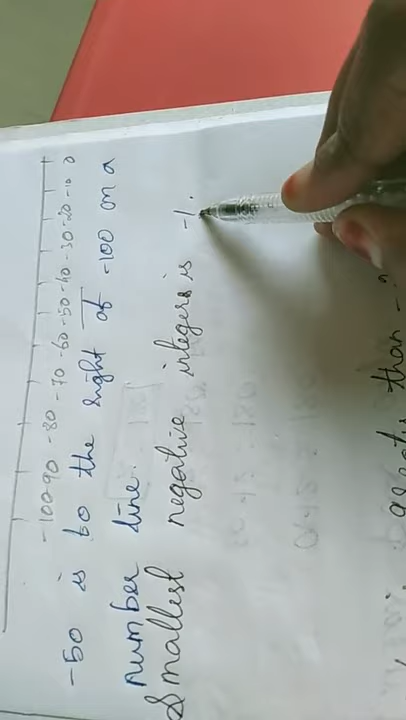 -100 -90 -80 -70 -60 -50 -40 -30 -20 -10 0
-50 is to the right of -100 on a
number line.
Smallest negative integers is -1.
greater than -